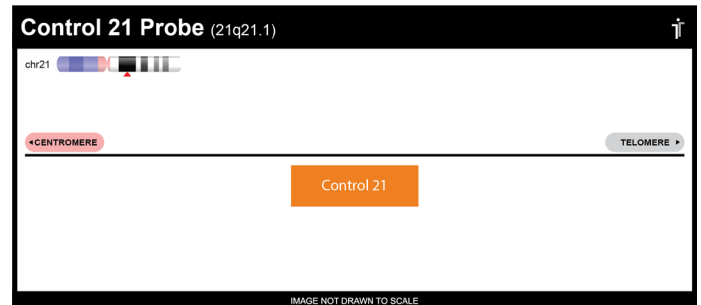 Control 21 Probe (21q21.1)
chr21
CENTROMERE
TELOMERE
Control 21
IMAGE NOT DRAWN TO SCALE